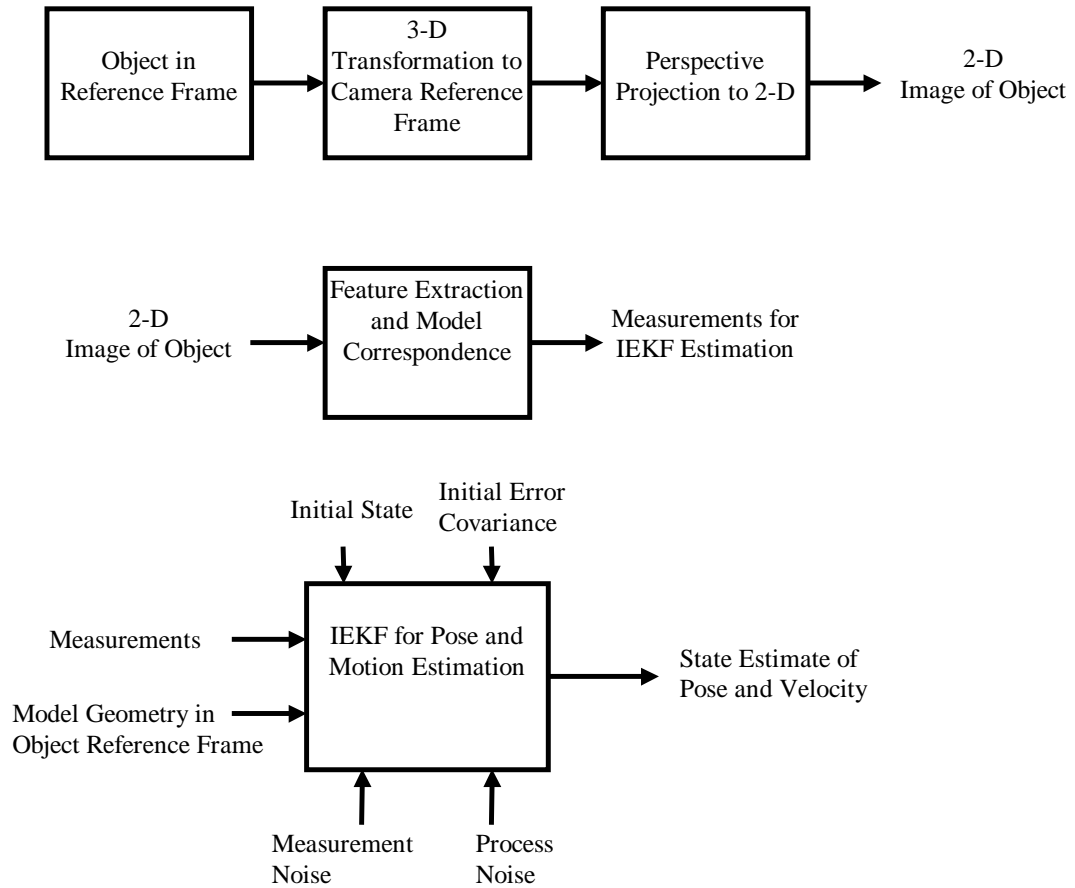 Object in
Reference Frame
3-D
Transformation to
Camera Reference
Frame
Perspective
Projection to 2-D
2-D
Image of Object
2-D
Image of Object
Feature Extraction
and Model
Correspondence
Measurements for
IEKF Estimation
Initial State
Initial Error
Covariance
Measurements
Model Geometry in
Object Reference Frame
IEKF for Pose and
Motion Estimation
State Estimate of
Pose and Velocity
Measurement
Noise
Process
Noise